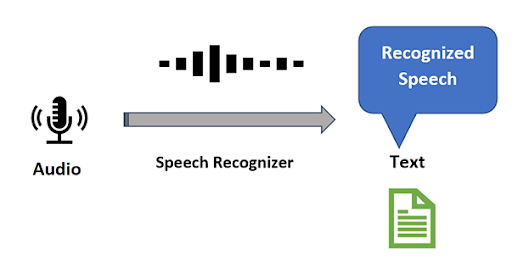 Recognized
Speech
Audio
Speech Recognizer
Text